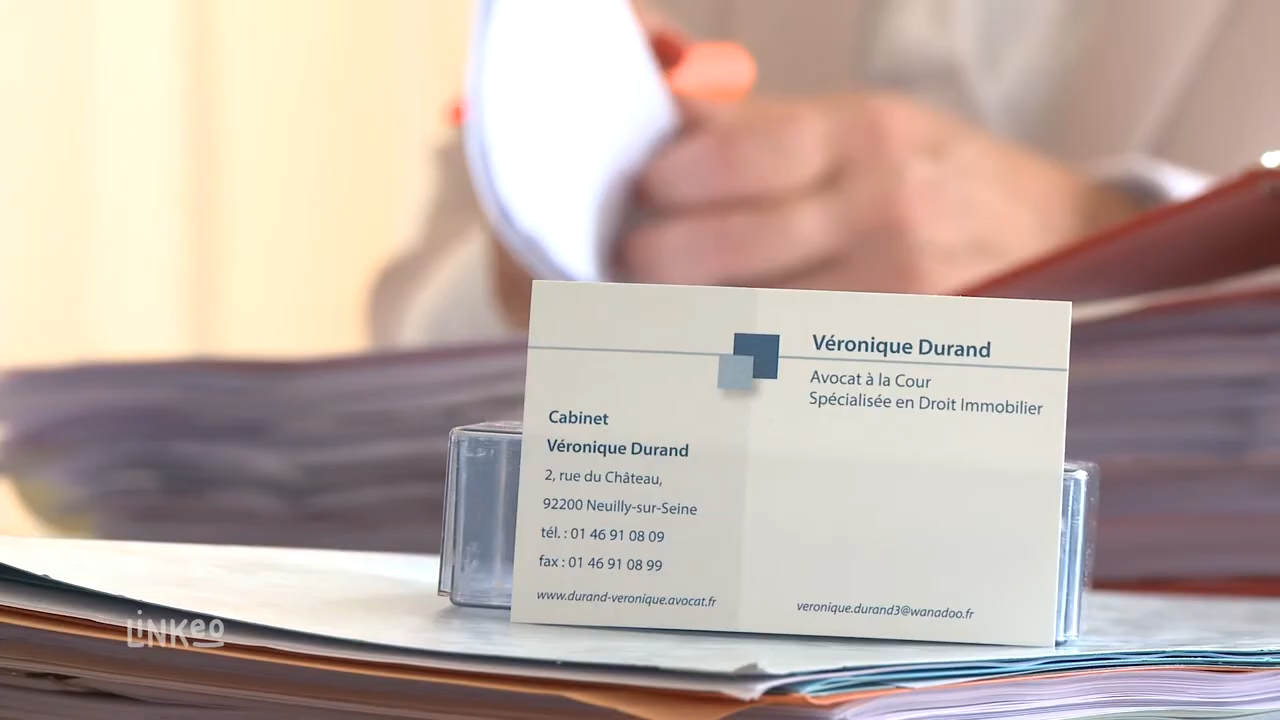 Véronique Durand
Avocat à la Cour
Spécialisée en Droit Immobilier
Cabinet
Véronique Durand
2, rue du Château,
92200 Neuilly-sur-Seine
tél. : 01 46 91 08 09
fax : 01 46 91 08 99
www.durand-veronique.avocat.fr
veronique.durand3@wanadoo.fr
LiNKeo